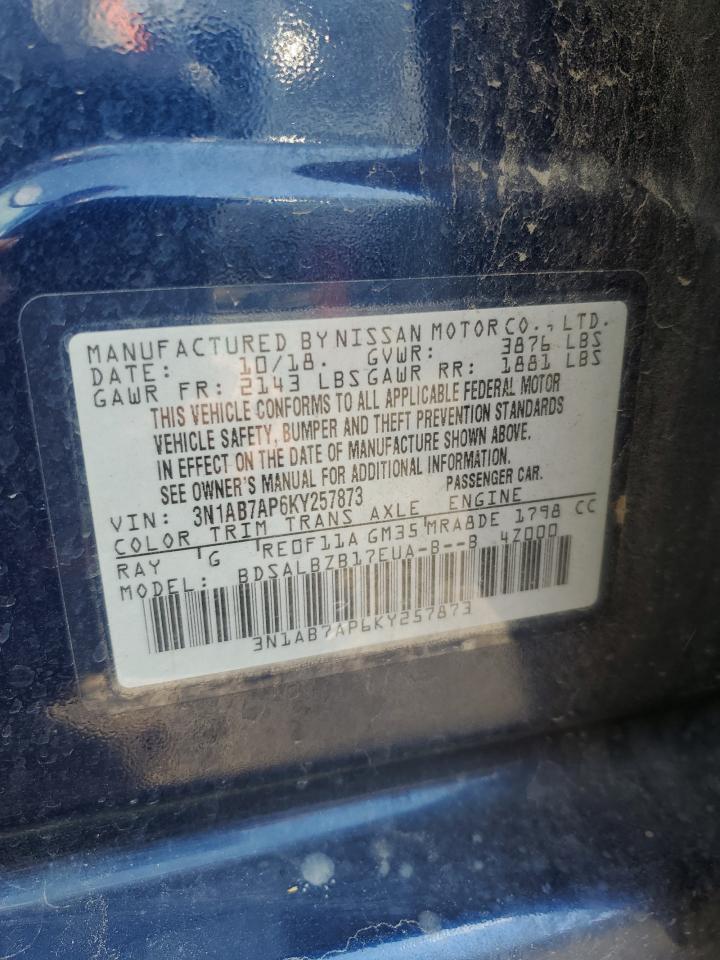 MANUFACTURED BY NISSAN MOTOR CO., LTD.
DATE: 10/18. GVWR: 3876 LBS
GAWR FR: 2143 LBS GAWR RR: 1881 LBS
THIS VEHICLE CONFORMS TO ALL APPLICABLE FEDERAL MOTOR
VEHICLE SAFETY, BUMPER AND THEFT PREVENTION STANDARDS
IN EFFECT ON THE DATE OF MANUFACTURE SHOWN ABOVE.
SEE OWNER'S MANUAL FOR ADDITIONAL INFORMATION.
VIN: 3N1AB7AP6KY257873 PASSENGER CAR.
COLOR TRIM TRANS AXLE ENGINE
RAY G RE0F11A GM35 MRA8DE 1798 CC
MODEL: BDSALBZB17EUA-B--B 4Z000
3N1AB7AP6KY257873